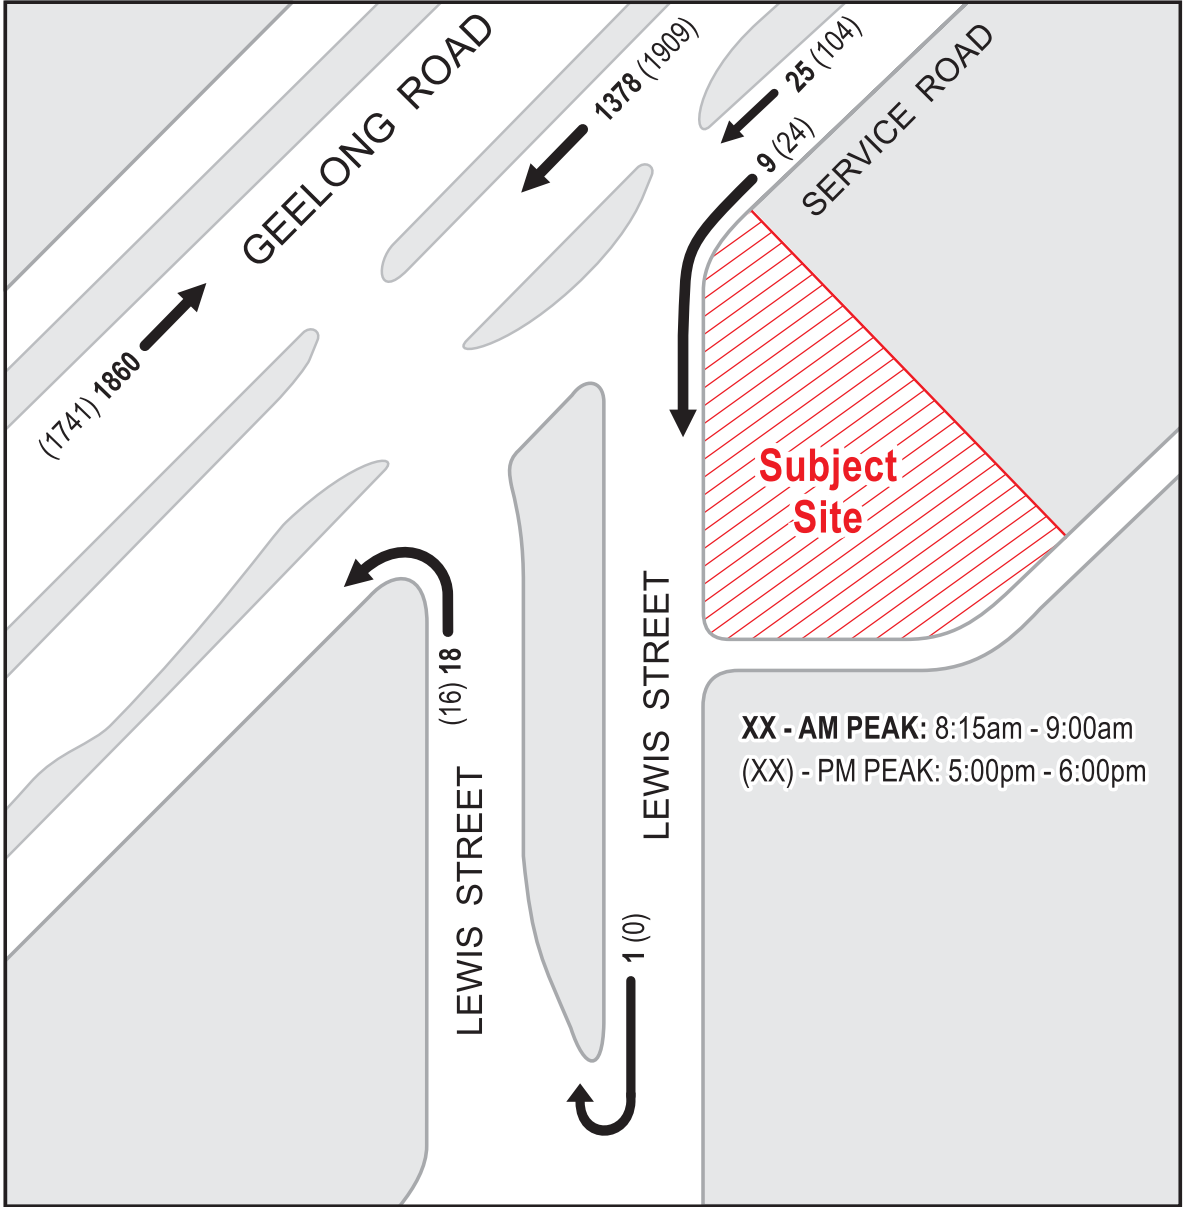 GEELONG ROAD
1378 (1909)
25 (104)
9 (24)
SERVICE ROAD
(1741) 1860
Subject
Site
(16) 18
LEWIS STREET
LEWIS STREET
XX - AM PEAK: 8:15am - 9:00am
(XX) - PM PEAK: 5:00pm - 6:00pm
1 (0)